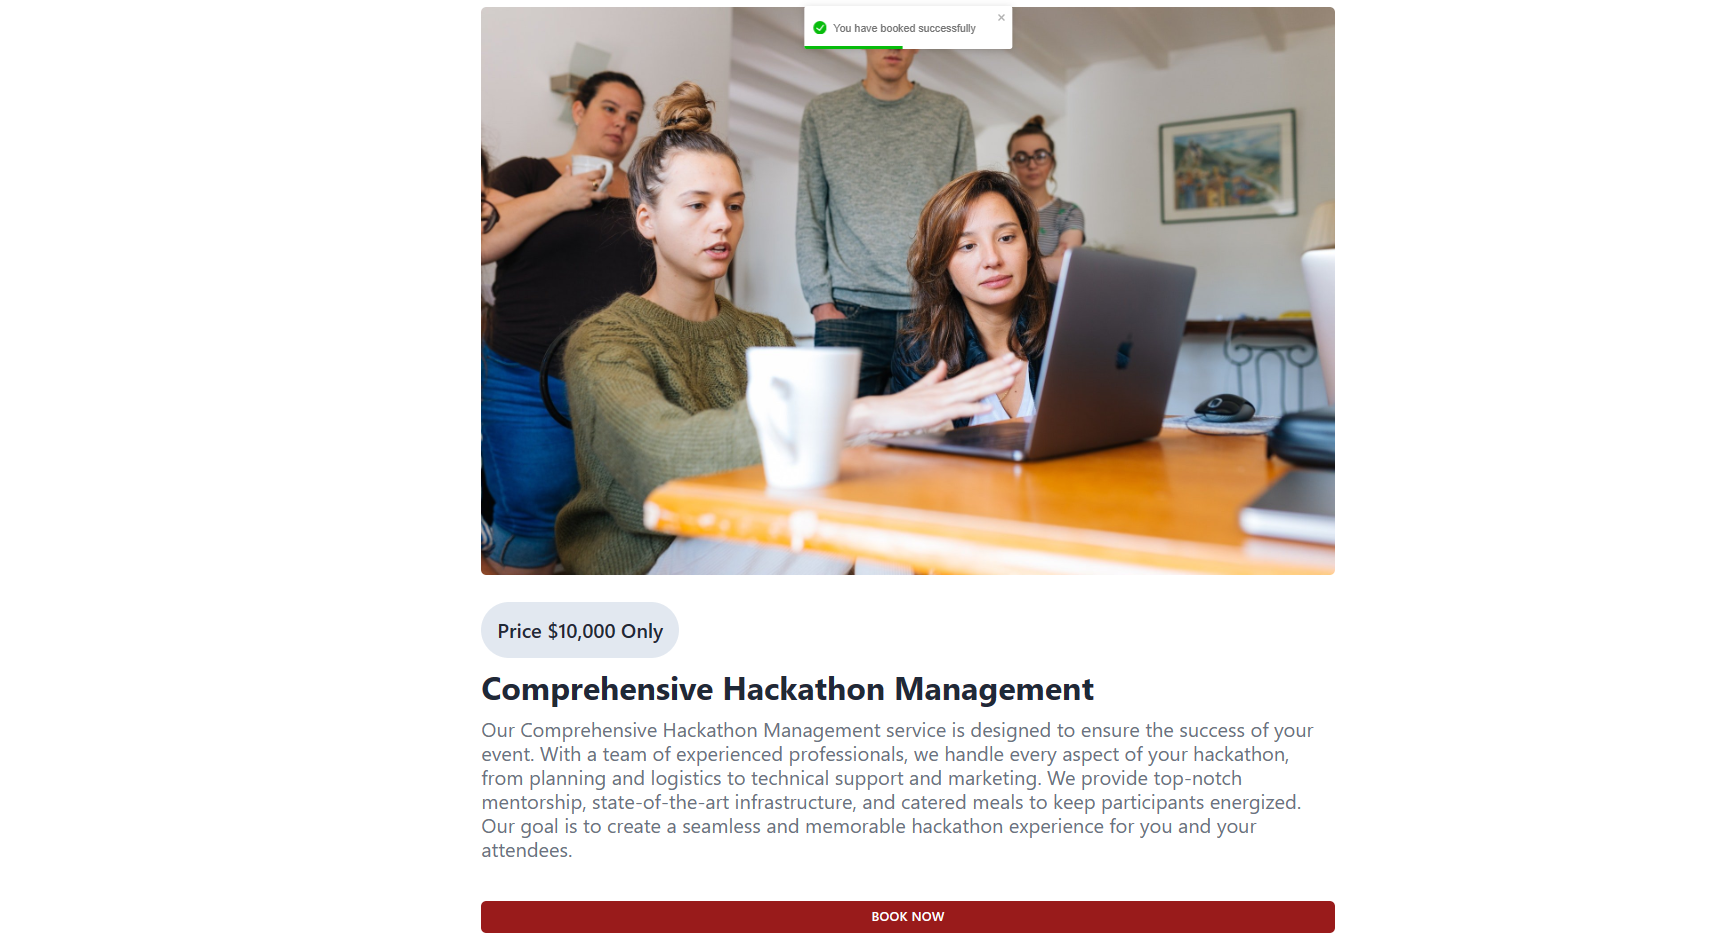 You have booked successfully
Price $10,000 Only
Comprehensive Hackathon Management
Our Comprehensive Hackathon Management service is designed to ensure the success of your
event. With a team of experienced professionals, we handle every aspect of your hackathon,
from planning and logistics to technical support and marketing. We provide top-notch
mentorship, state-of-the-art infrastructure, and catered meals to keep participants energized.
Our goal is to create a seamless and memorable hackathon experience for you and your
attendees.
BOOK NOW